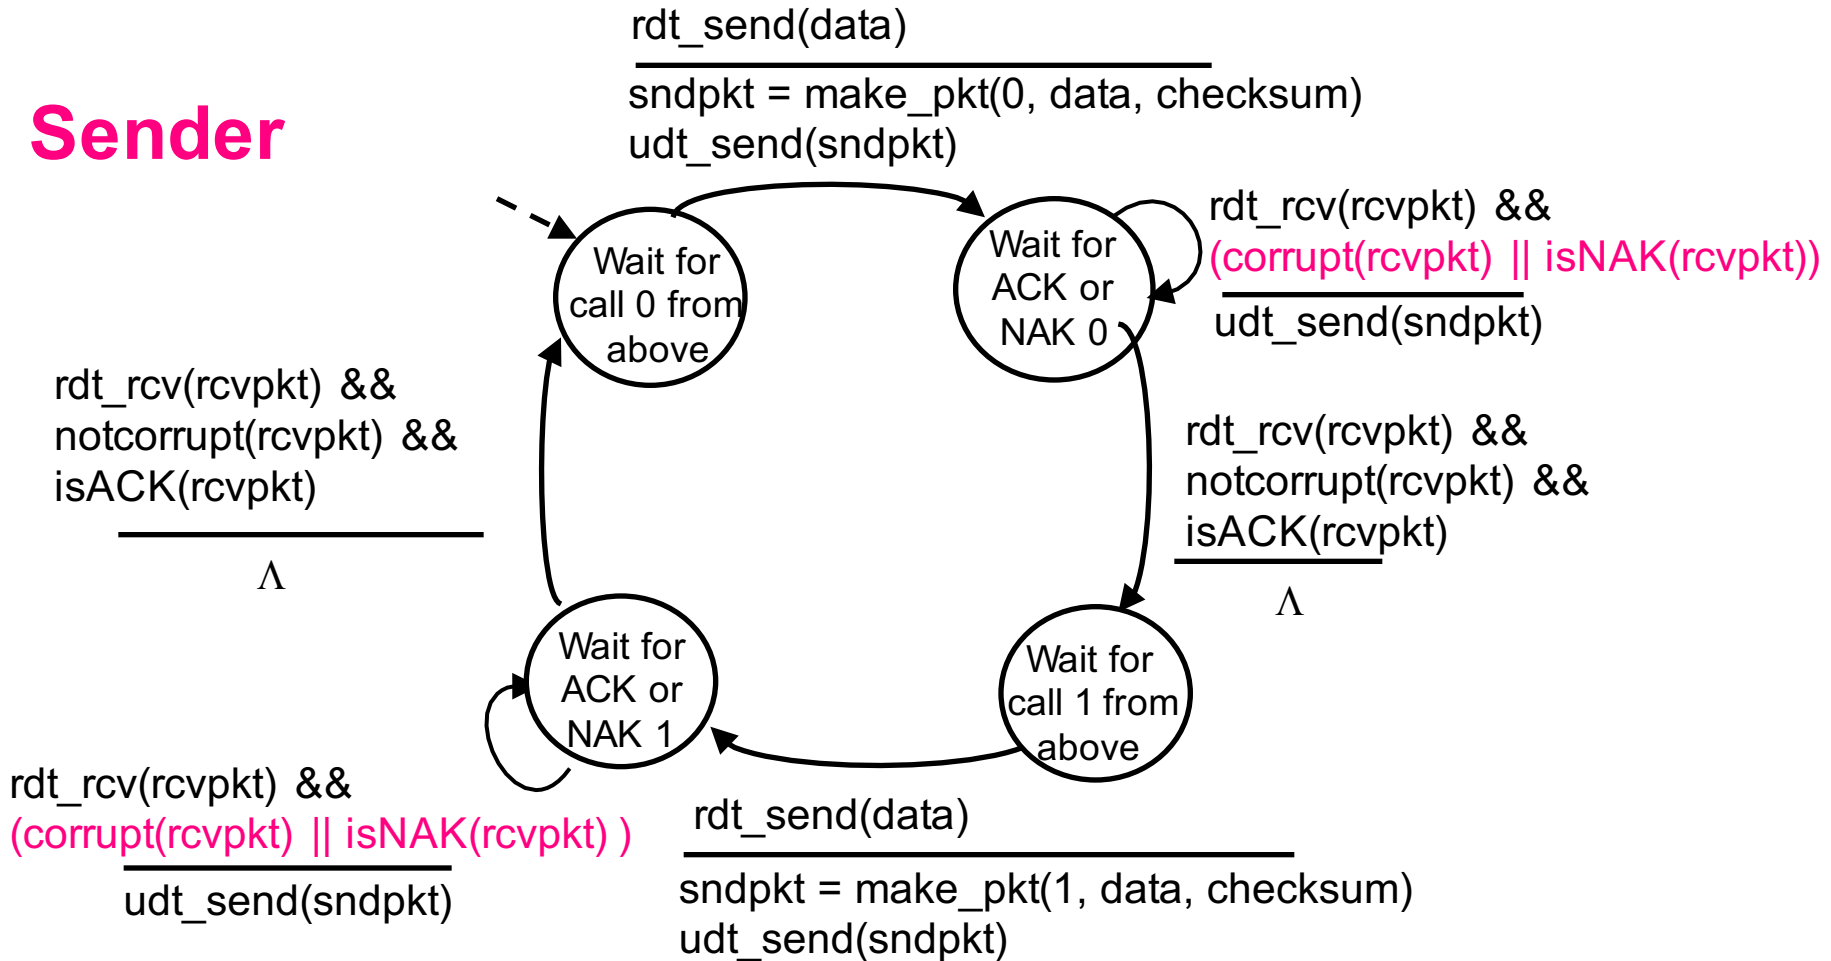 rdt_send(data)
sndpkt = make_pkt(0, data, checksum)
udt_send(sndpkt)
Sender
Wait for
call 0 from
above
Wait for
ACK or
NAK 0
rdt_rcv(rcvpkt) &&
(corrupt(rcvpkt) || isNAK(rcvpkt))
udt_send(sndpkt)
rdt_rcv(rcvpkt) &&
notcorrupt(rcvpkt) &&
isACK(rcvpkt)
Λ
rdt_rcv(rcvpkt) &&
notcorrupt(rcvpkt) &&
isACK(rcvpkt)
Λ
Wait for
ACK or
NAK 1
Wait for
call 1 from
above
rdt_rcv(rcvpkt) &&
(corrupt(rcvpkt) || isNAK(rcvpkt) )
udt_send(sndpkt)
rdt_send(data)
sndpkt = make_pkt(1, data, checksum)
udt_send(sndpkt)